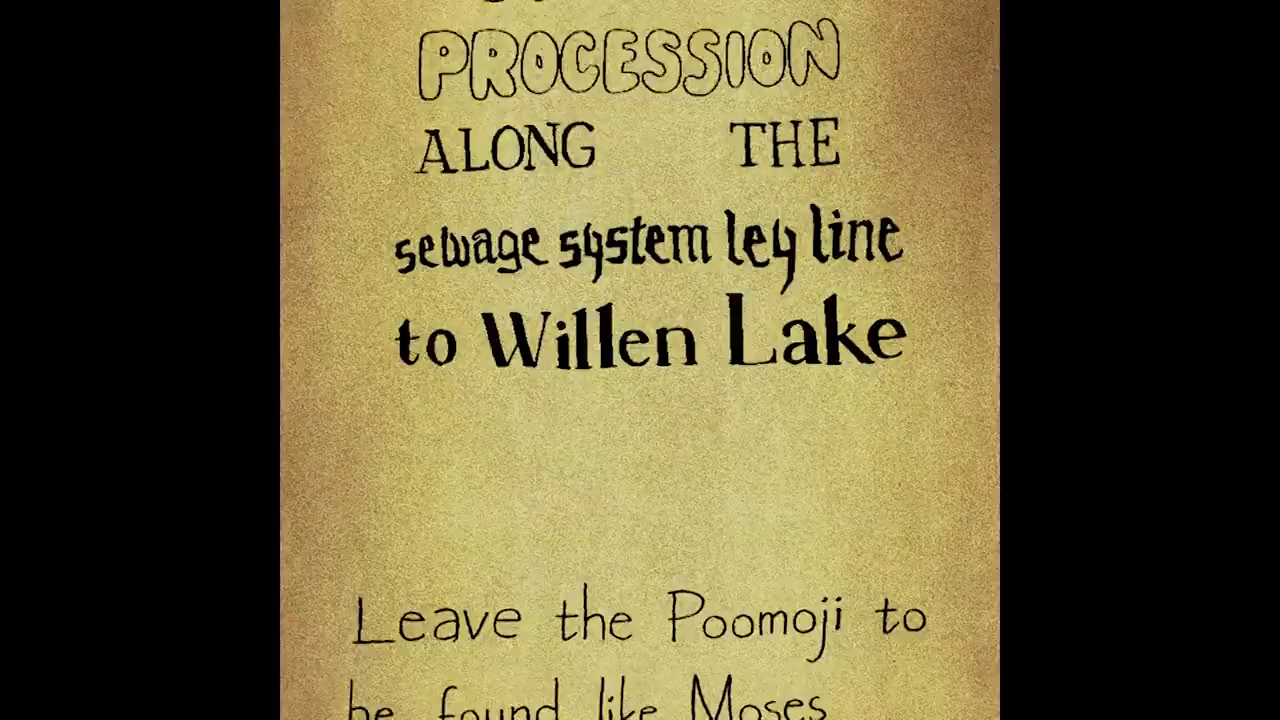 PROCESSION
ALONG THE
sewage system ley line
to Willen Lake
Leave the Poomoji to
be found like Moses